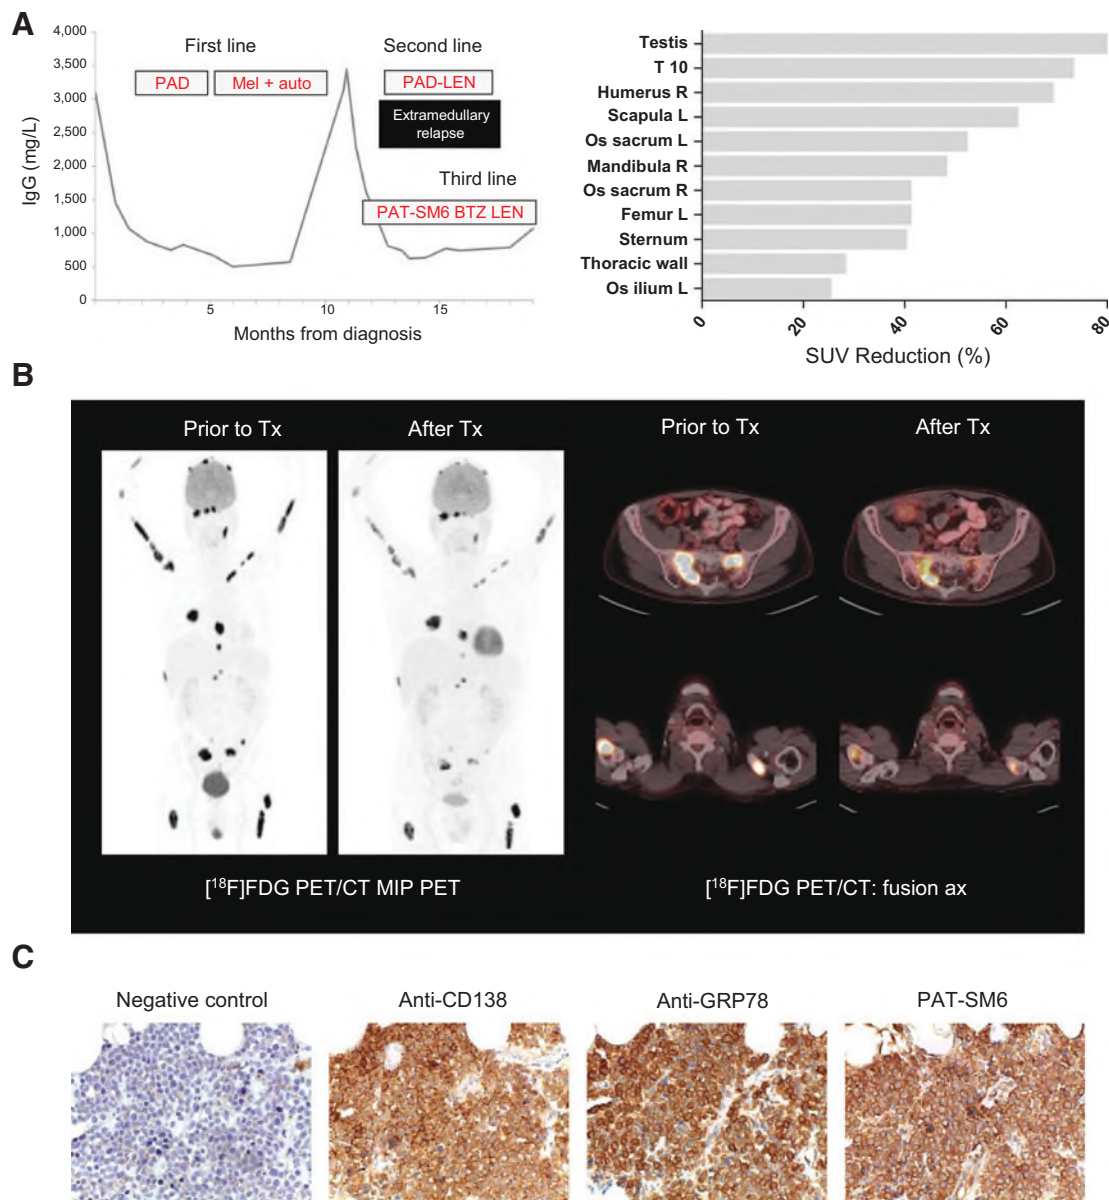 A
4,000
3,500
3,000
2,500
2,000
1,500
1,000
500
0
IgG (mg/L)
First line
Second line
PAD
Mel + auto
PAD-LEN
Extramedullary
relapse
Third line
PAT-SM6 BTZ LEN
5
10
15
Months from diagnosis
Testis
T 10
Humerus R
Scapula L
Os sacrum L
Mandibula R
Os sacrum R
Femur L
Sternum
Thoracic wall
Os ilium L
0
20
40
60
80
SUV Reduction (%)
B
Prior to Tx
After Tx
Prior to Tx
After Tx
[¹⁸F]FDG PET/CT MIP PET
[¹⁸F]FDG PET/CT: fusion ax
C
Negative control
Anti-CD138
Anti-GRP78
PAT-SM6